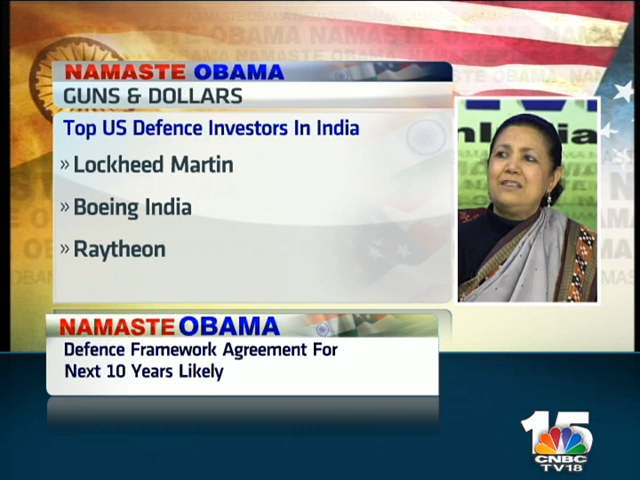 NAMASTE OBAMA
GUNS & DOLLARS
Top US Defence Investors In India
» Lockheed Martin
» Boeing India
» Raytheon
NAMASTE OBAMA
Defence Framework Agreement For
Next 10 Years Likely
15
CNBC
TV18